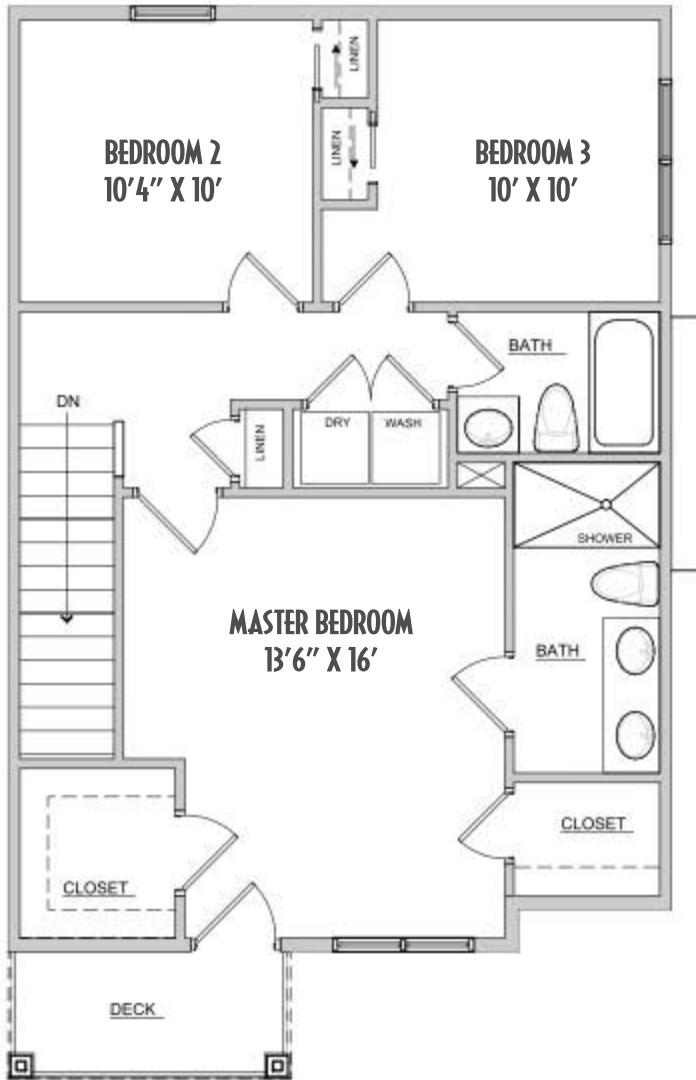 LINEN
BEDROOM 2
10'4" X 10'
LINEN
BEDROOM 3
10' X 10'
BATH
DN
LINEN
DRY
WASH
SHOWER
MASTER BEDROOM
13'6" X 16'
BATH
CLOSET
CLOSET
DECK